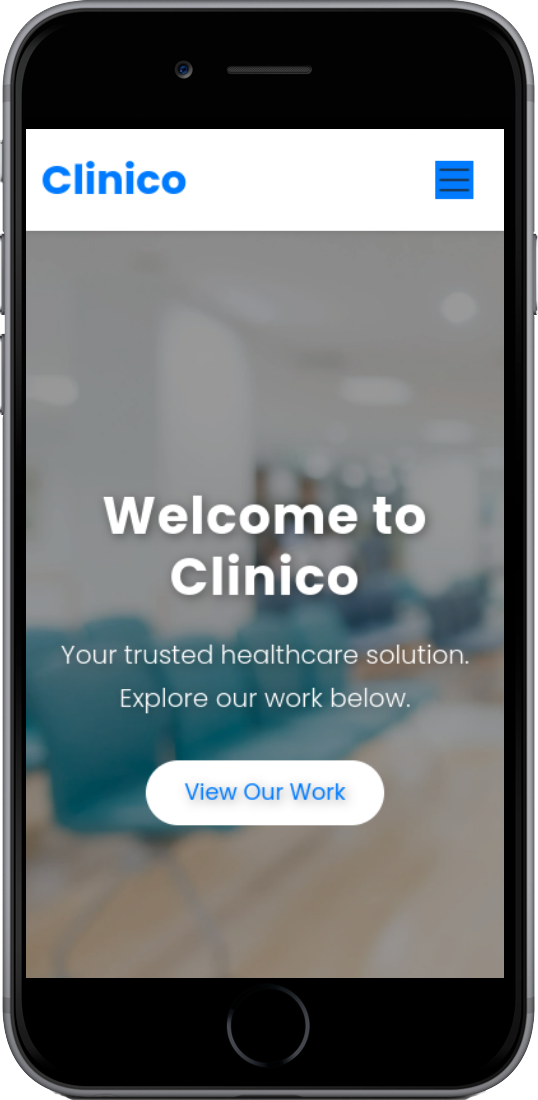 Clinico
Welcome to
Clinico
Your trusted healthcare solution.
Explore our work below.
View Our Work